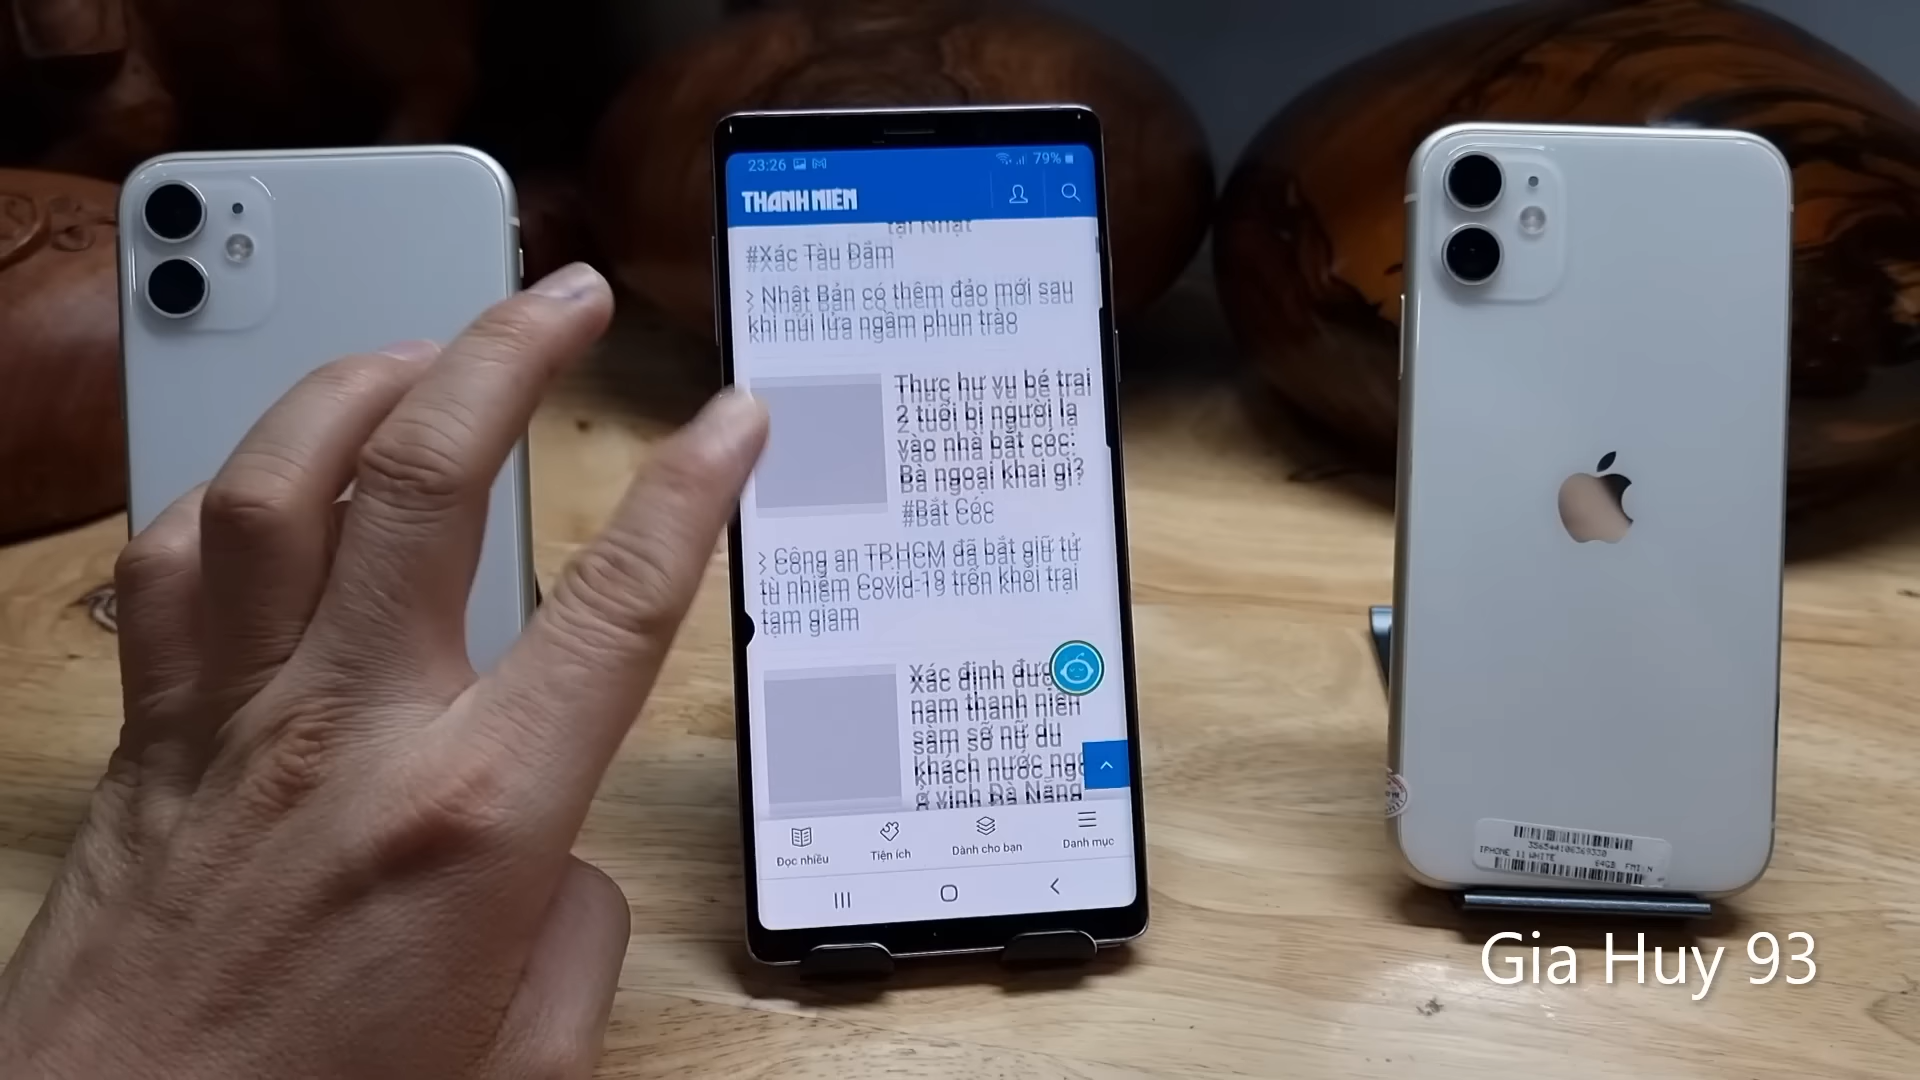 23:26
79%
THANH NIÊN
tại Nhật
#Xác Tàu Đắm
> Nhật Bản có thêm đảo mới sau
khi núi lửa ngầm phun trào
Thực hư vụ bé trai
2 tuổi bị người lạ
vào nhà bắt cóc:
Bà ngoại khai gì?
#Bắt Cóc
> Công an TP.HCM đã bắt giữ tử
tù nhiễm Covid-19 trốn khỏi trại
tạm giam
Xác định được
nam thanh niên
sàm sỡ nữ du
khách nước ngo
ở vịnh Đà Nẵng
Đọc nhiều
Tiện ích
Dành cho bạn
Danh mục
IPHONE 11 WHITE 64GB
Gia Huy 93